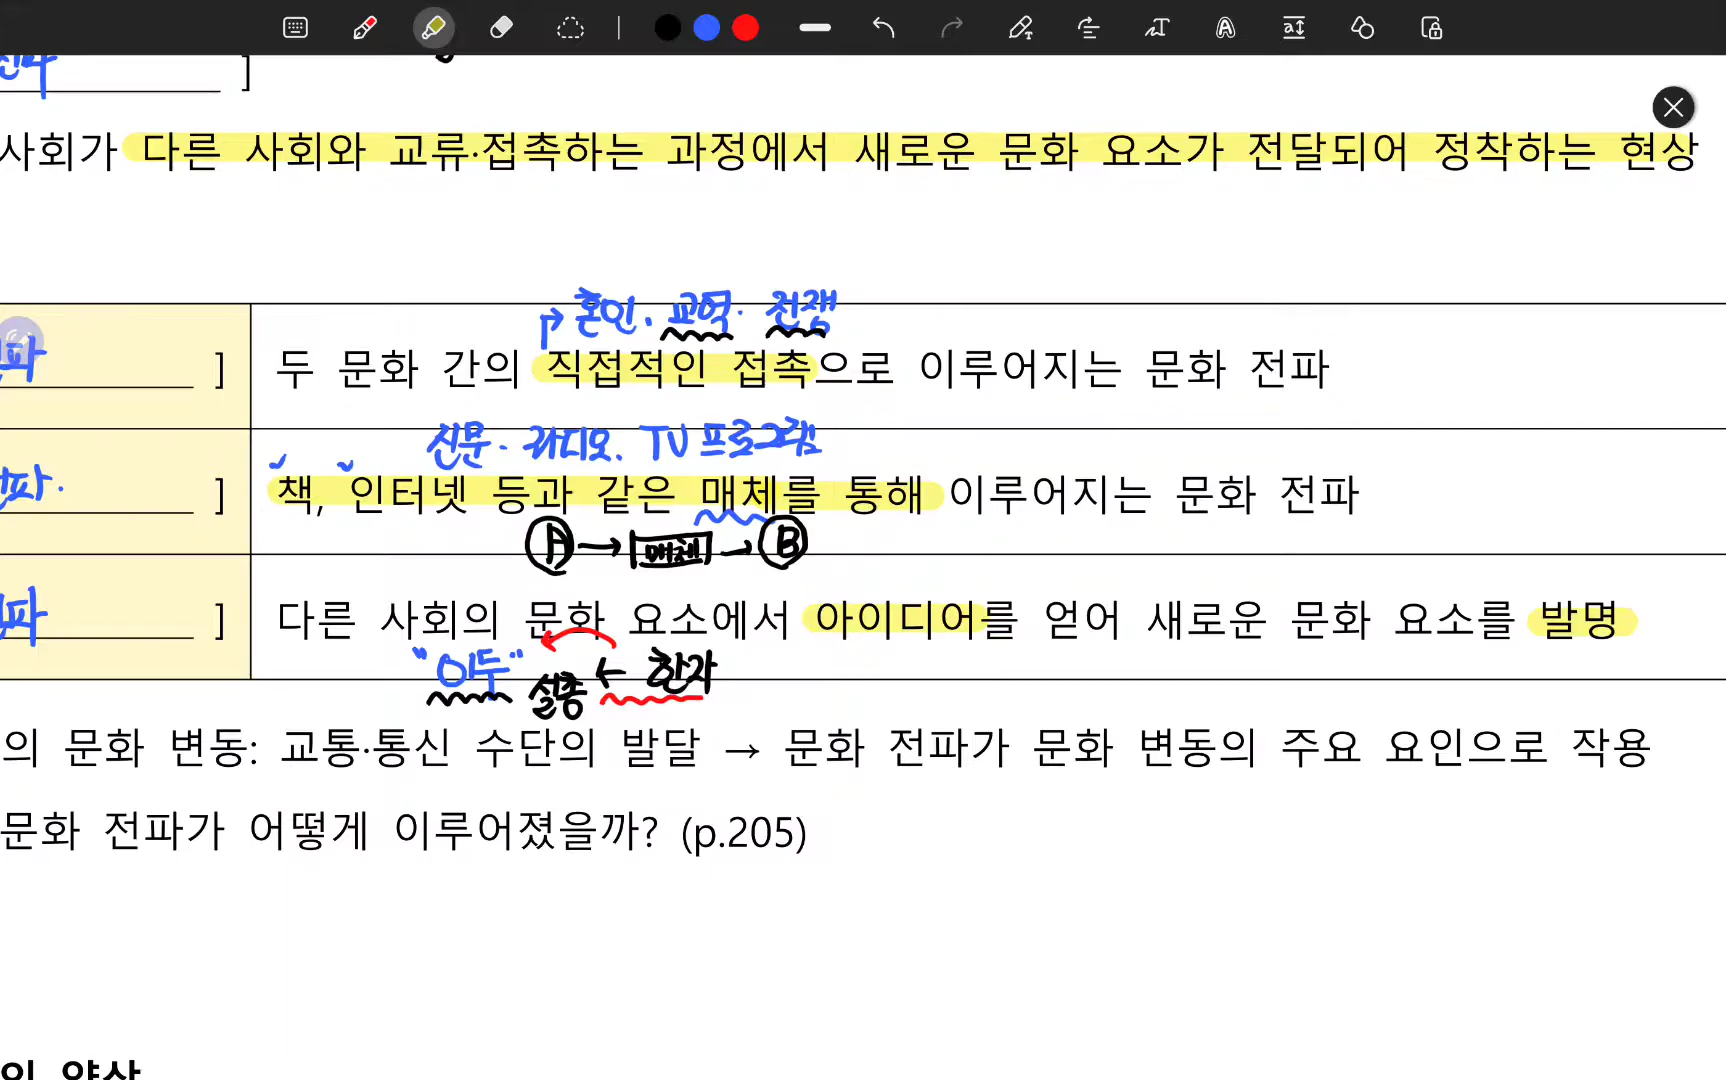 전파 ]
사회가 다른 사회와 교류·접촉하는 과정에서 새로운 문화 요소가 전달되어 정착하는 현상
혼인. 교역. 전쟁
파 ] 두 문화 간의 직접적인 접촉으로 이루어지는 문화 전파
신문. 라디오. TV 프로그램
파. ] 책, 인터넷 등과 같은 매체를 통해 이루어지는 문화 전파
A → 매체 → B
파 ] 다른 사회의 문화 요소에서 아이디어를 얻어 새로운 문화 요소를 발명
"이두" ← 한자
의 문화 변동: 교통·통신 수단의 발달 → 문화 전파가 문화 변동의 주요 요인으로 작용
문화 전파가 어떻게 이루어졌을까? (p.205)
의 양상